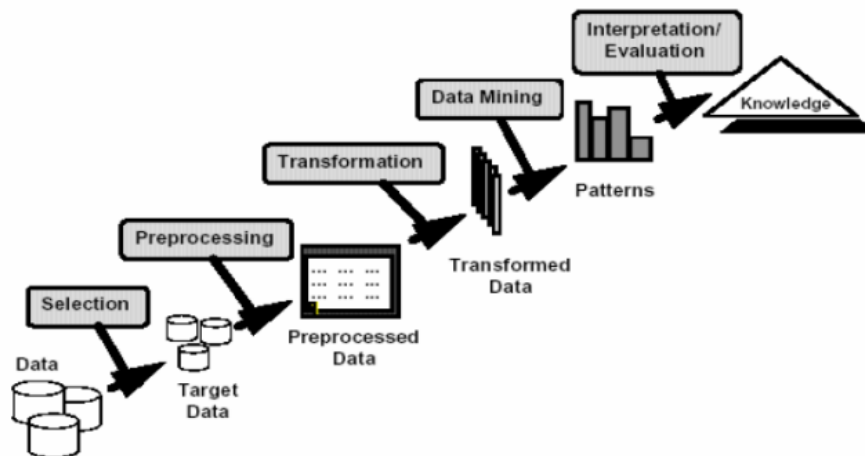 Interpretation/
Evaluation
Knowledge
Data Mining
Patterns
Transformation
Transformed
Data
Preprocessing
Preprocessed
Data
Selection
Data
Target
Data